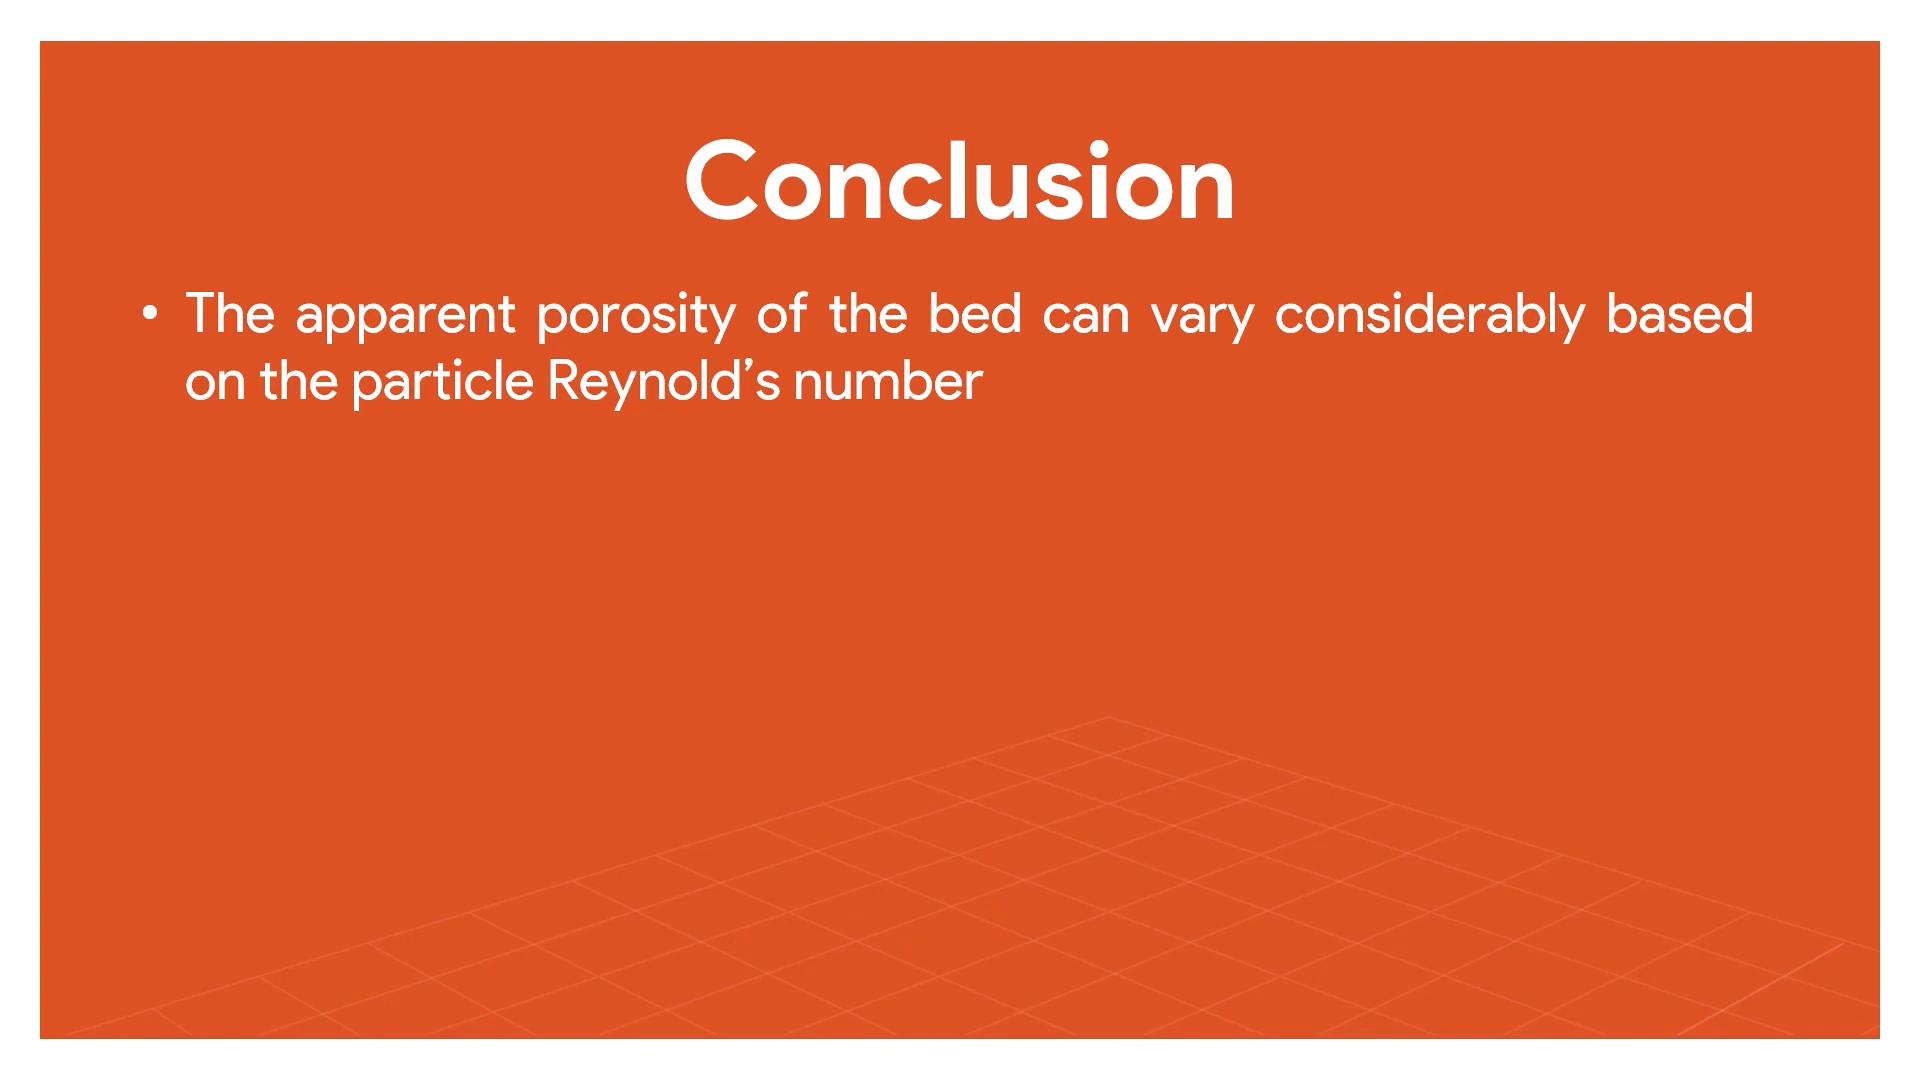 Conclusion
• The apparent porosity of the bed can vary considerably based
on the particle Reynold’s number